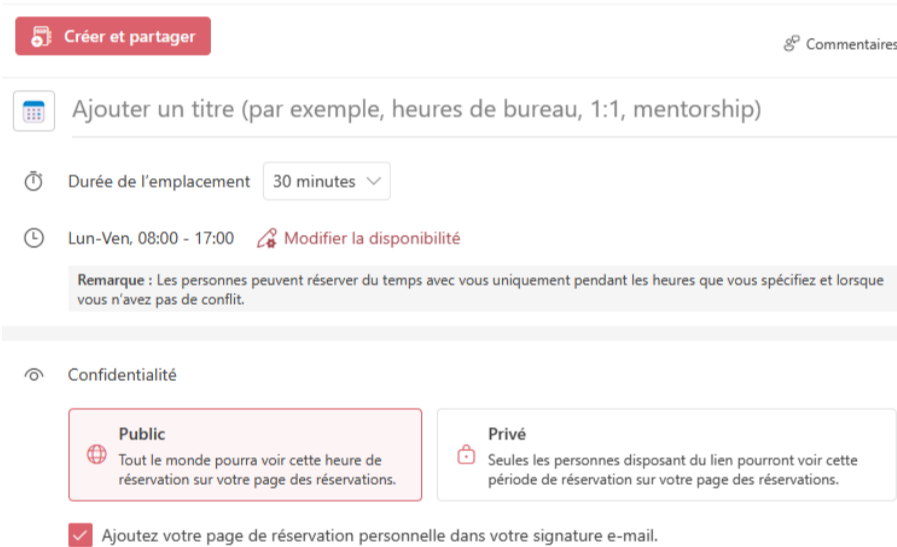 Créer et partager
Commentaires
Ajouter un titre (par exemple, heures de bureau, 1:1, mentorship)
Durée de l'emplacement 30 minutes
Lun-Ven, 08:00 - 17:00 Modifier la disponibilité
Remarque : Les personnes peuvent réserver du temps avec vous uniquement pendant les heures que vous spécifiez et lorsque
vous n'avez pas de conflit.
Confidentialité
Public
Tout le monde pourra voir cette heure de
réservation sur votre page des réservations.
Privé
Seules les personnes disposant du lien pourront voir cette
période de réservation sur votre page des réservations.
Ajoutez votre page de réservation personnelle dans votre signature e-mail.